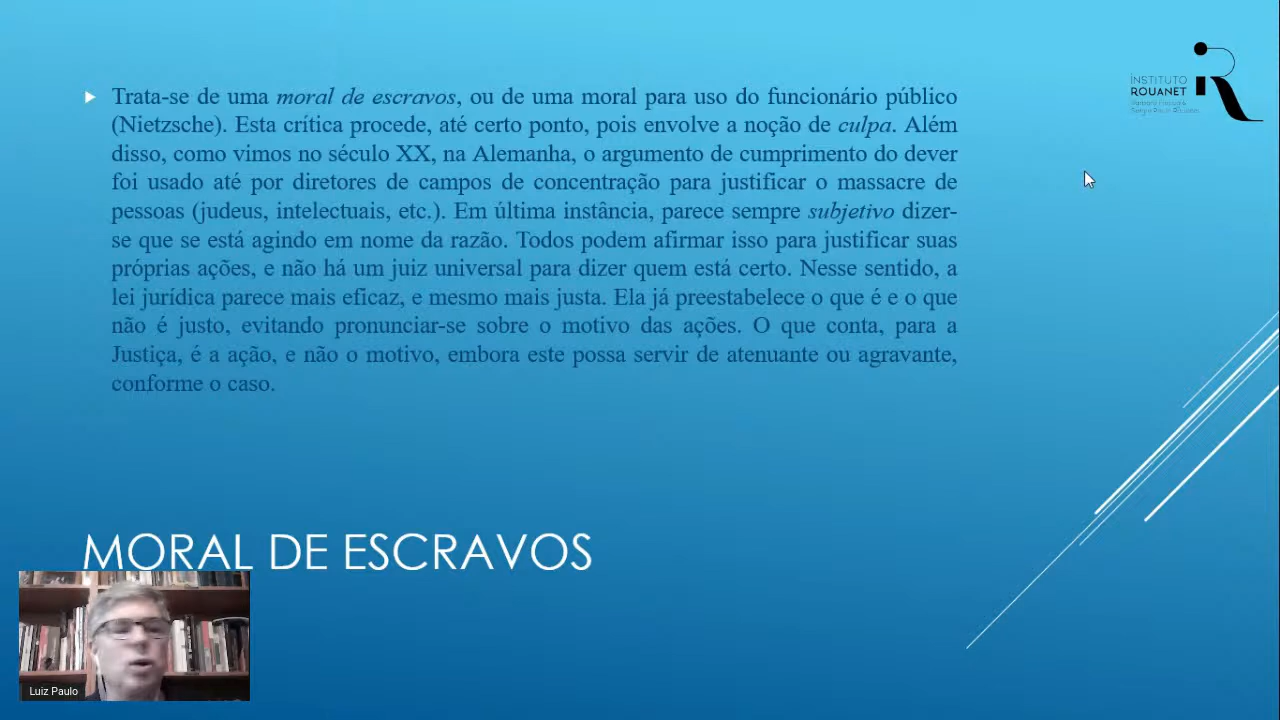 INSTITUTO
ROUANET
Barbara Freitag &
Sergio Paulo Rouanet
Trata-se de uma moral de escravos, ou de uma moral para uso do funcionário público
(Nietzsche). Esta crítica procede, até certo ponto, pois envolve a noção de culpa. Além
disso, como vimos no século XX, na Alemanha, o argumento de cumprimento do dever
foi usado até por diretores de campos de concentração para justificar o massacre de
pessoas (judeus, intelectuais, etc.). Em última instância, parece sempre subjetivo dizer-
se que se está agindo em nome da razão. Todos podem afirmar isso para justificar suas
próprias ações, e não há um juiz universal para dizer quem está certo. Nesse sentido, a
lei jurídica parece mais eficaz, e mesmo mais justa. Ela já preestabelece o que é e o que
não é justo, evitando pronunciar-se sobre o motivo das ações. O que conta, para a
Justiça, é a ação, e não o motivo, embora este possa servir de atenuante ou agravante,
conforme o caso.
MORAL DE ESCRAVOS
Luiz Paulo